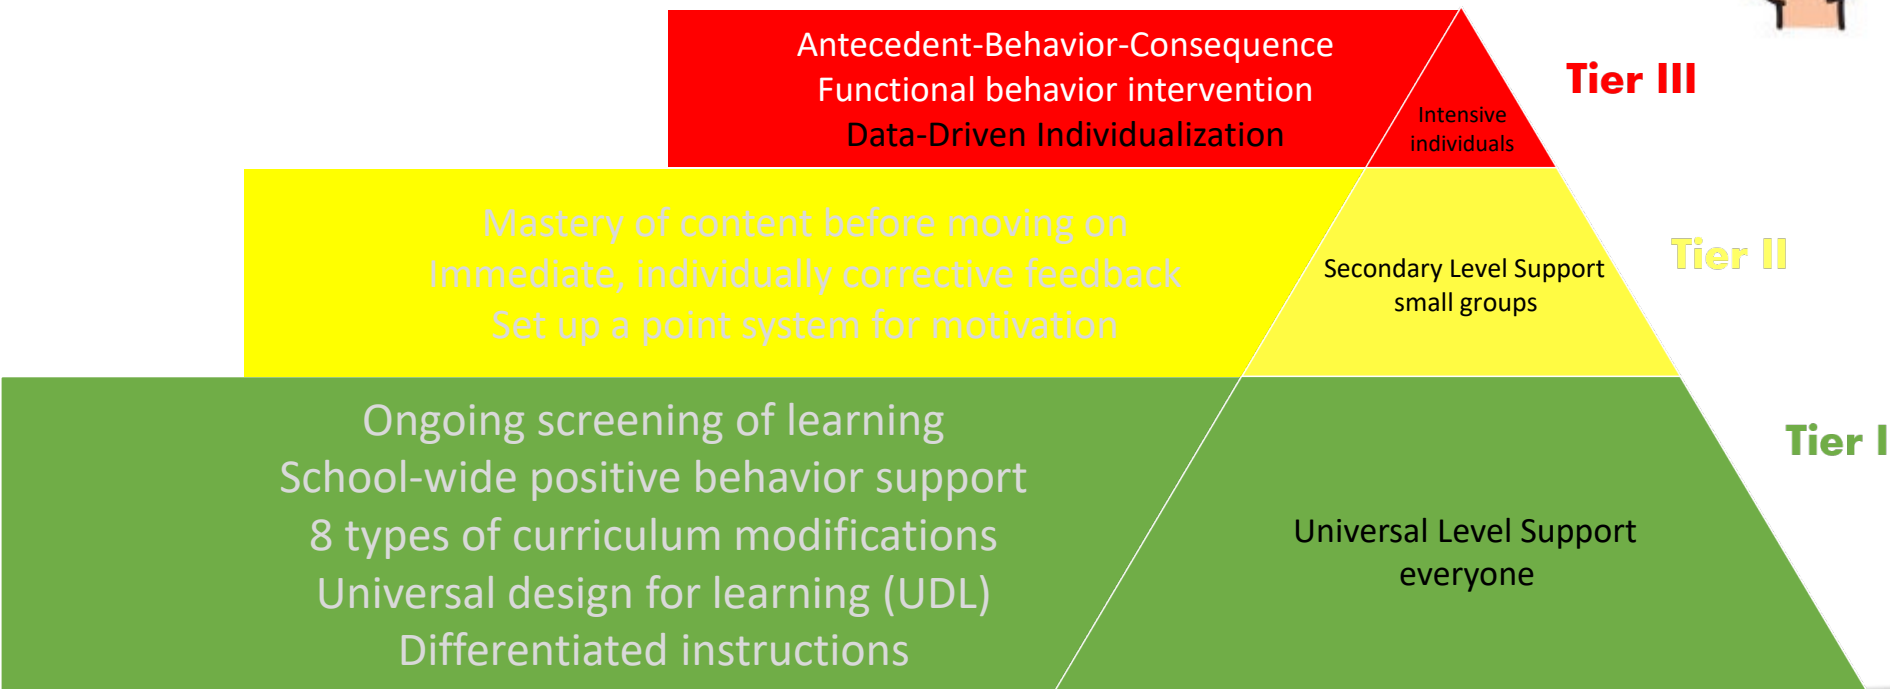 Antecedent-Behavior-Consequence
Functional behavior intervention
Data-Driven Individualization
Intensive
individuals
Tier III
Mastery of content before moving on
Immediate, individually corrective feedback
Set up a point system for motivation
Secondary Level Support
small groups
Tier II
Ongoing screening of learning
School-wide positive behavior support
8 types of curriculum modifications
Universal design for learning (UDL)
Differentiated instructions
Universal Level Support
everyone
Tier I